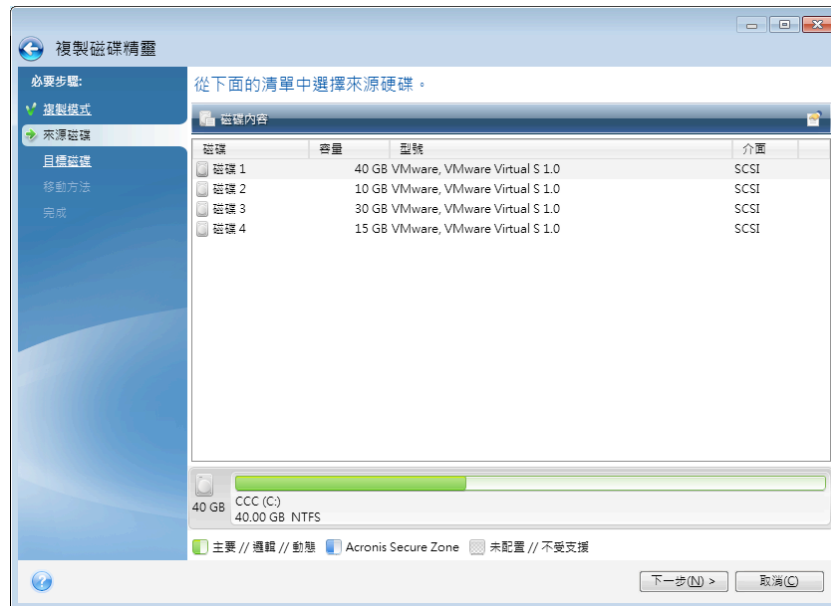 複製磁碟精靈
必要步驟:
複製模式
來源磁碟
目標磁碟
移動方法
完成
從下面的清單中選擇來源硬碟。
磁碟內容
磁碟 容量 型號 介面
磁碟 1 40 GB VMware, VMware Virtual S 1.0 SCSI
磁碟 2 10 GB VMware, VMware Virtual S 1.0 SCSI
磁碟 3 30 GB VMware, VMware Virtual S 1.0 SCSI
磁碟 4 15 GB VMware, VMware Virtual S 1.0 SCSI
40 GB
CCC (C:)
40.00 GB NTFS
主要 // 邏輯 // 動態 Acronis Secure Zone 未配置 // 不受支援
下一步(N) > 取消(C)